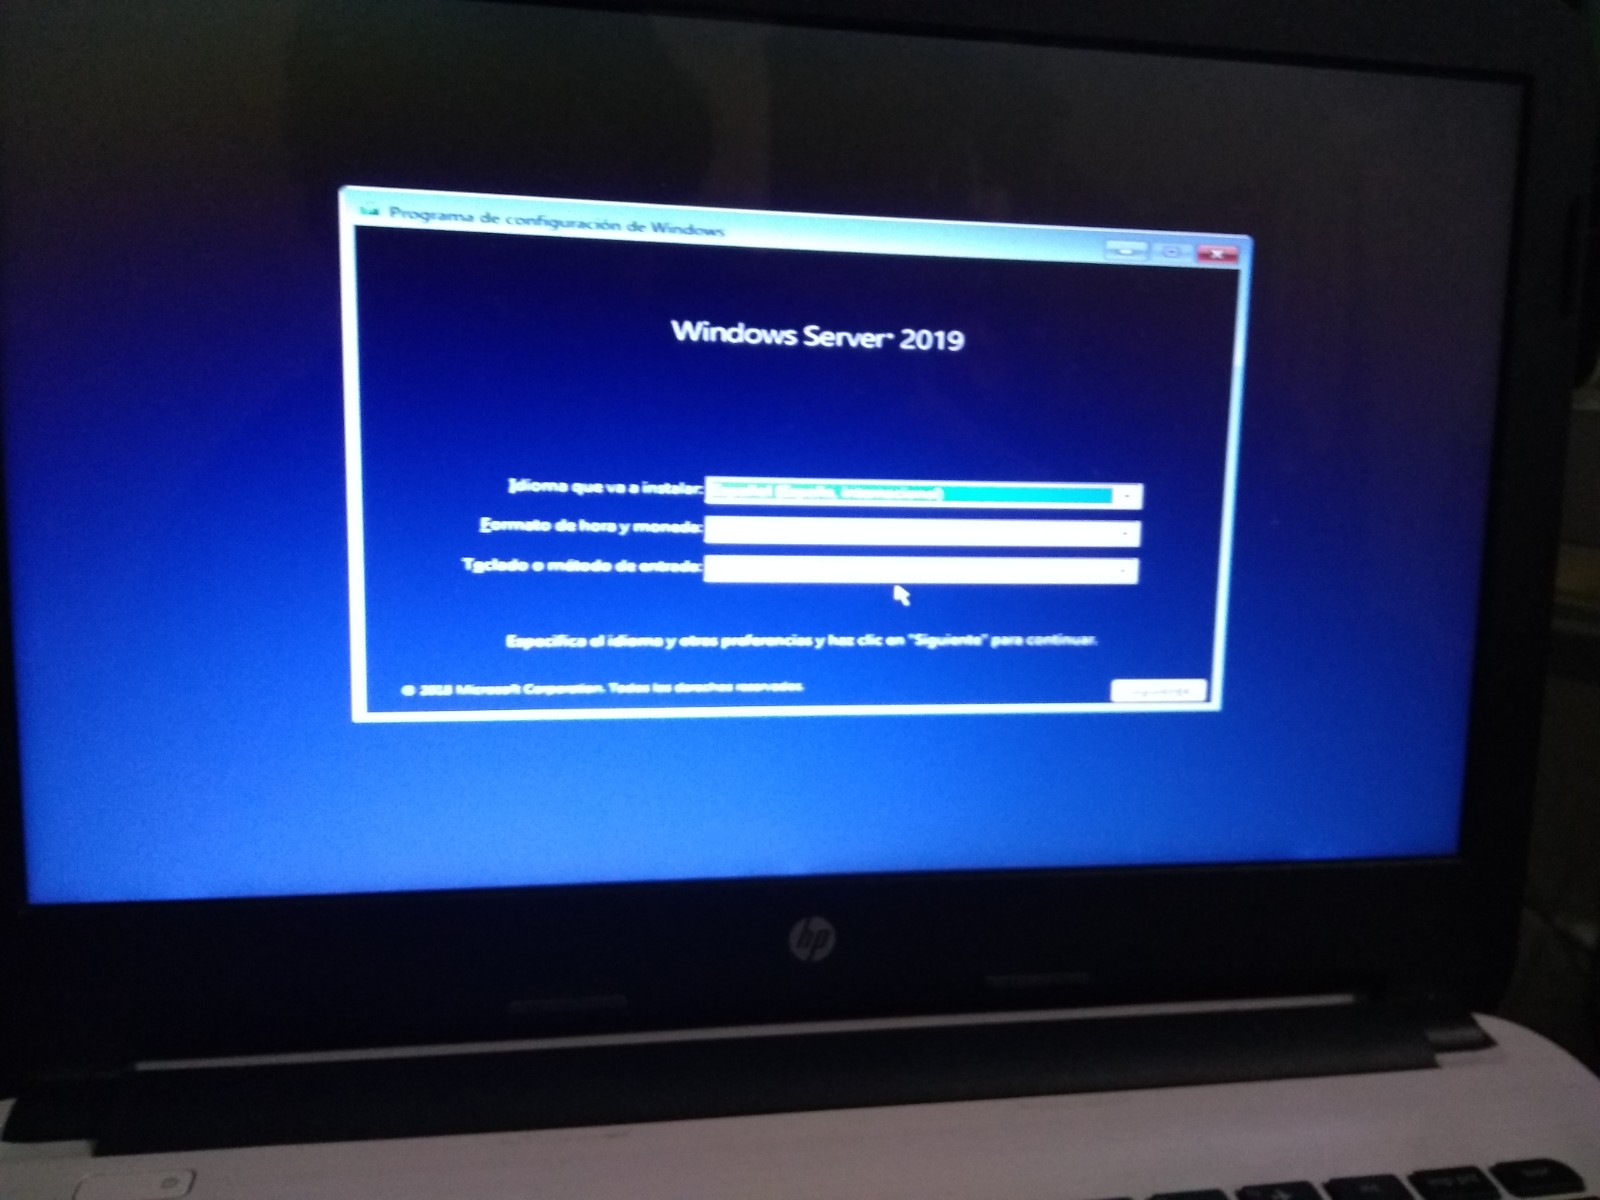 Programa de configuración de Windows
Windows Server® 2019
Idioma que va a instalar: Español (España, internacional)
Formato de hora y moneda:
Teclado o método de entrada:
Especifica el idioma y otras preferencias y haz clic en "Siguiente" para continuar.
© 2018 Microsoft Corporation. Todos los derechos reservados.
Siguiente
hp